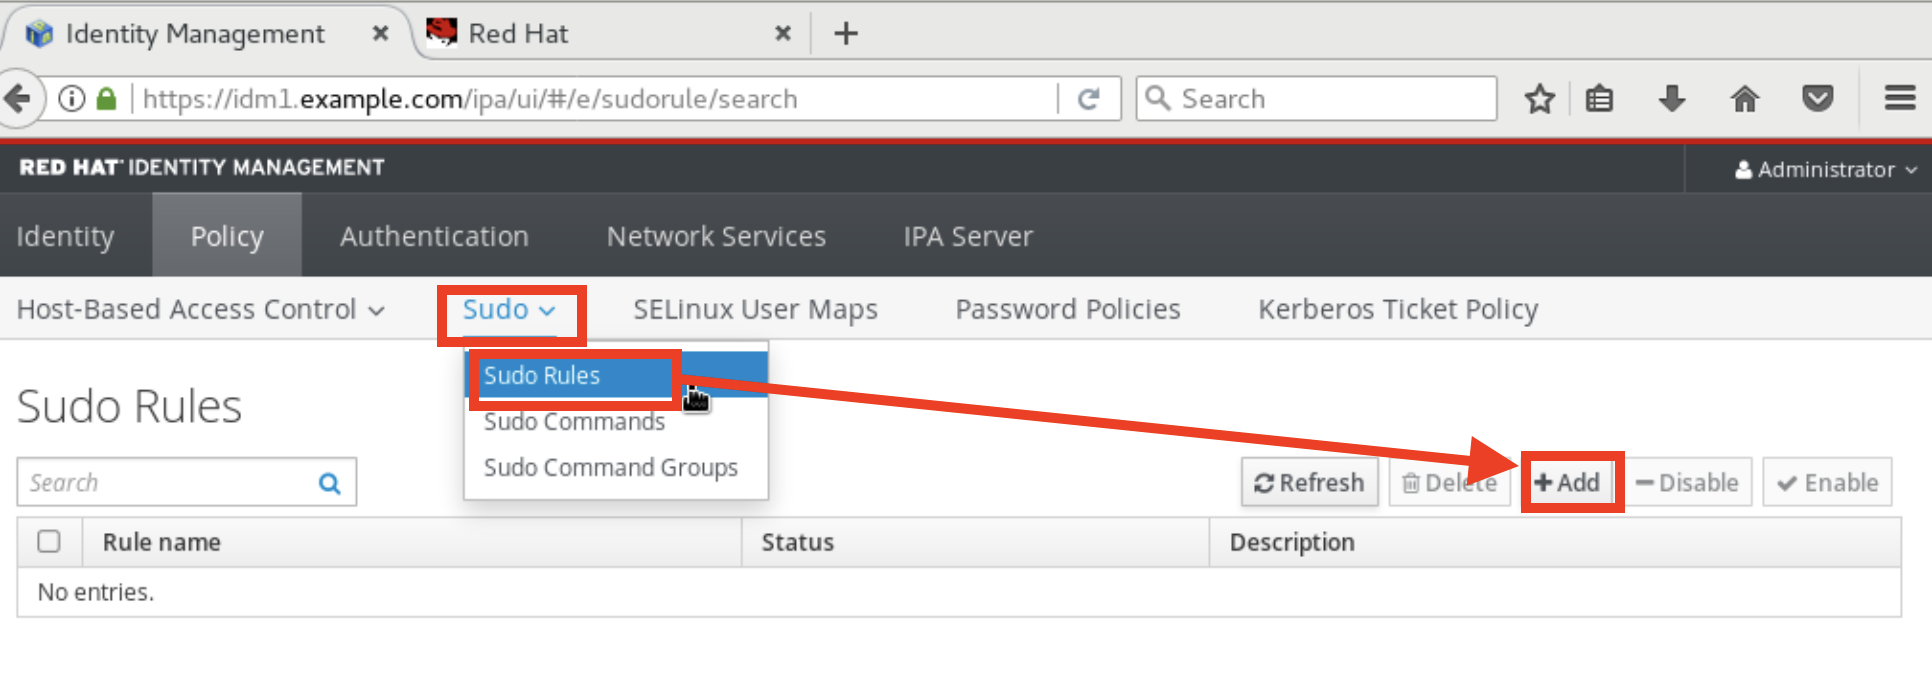 Identity Management × Red Hat × +
https://idm1.example.com/ipa/ui/#/e/sudorule/search Search
RED HAT IDENTITY MANAGEMENT Administrator
Identity Policy Authentication Network Services IPA Server
Host-Based Access Control Sudo SELinux User Maps Password Policies Kerberos Ticket Policy
Sudo Rules
Sudo Commands
Sudo Command Groups
Sudo Rules
Search Refresh Delete +Add Disable Enable
Rule name Status Description
No entries.